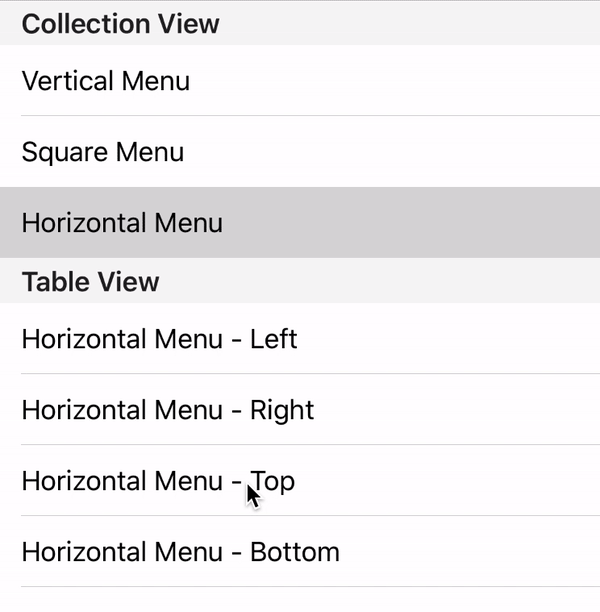 Collection View
Vertical Menu
Square Menu
Horizontal Menu
Table View
Horizontal Menu - Left
Horizontal Menu - Right
Horizontal Menu - Top
Horizontal Menu - Bottom